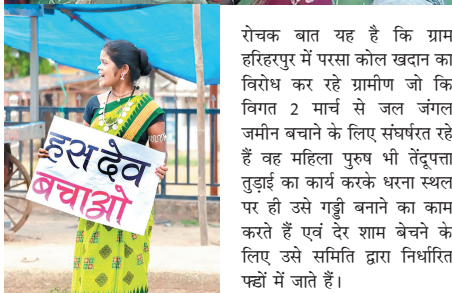 हसदेव
बचाओ
रोचक बात यह है कि ग्राम
हरिहरपुर में परसा कोल खदान का
विरोध कर रहे ग्रामीण जो कि
विगत 2 मार्च से जल जंगल
जमीन बचाने के लिए संघर्षरत रहे
हैं वह महिला पुरुष भी तेंदूपत्ता
तुड़ाई का कार्य करके धरना स्थल
पर ही उसे गड्डी बनाने का काम
करते हैं एवं देर शाम बेचने के
लिए उसे समिति द्वारा निर्धारित
फ्डों में जाते हैं।